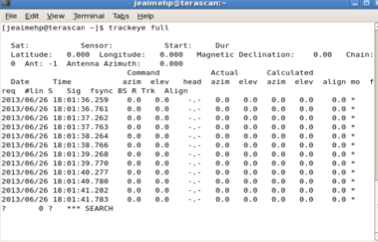 jeaimehp@terascan:~
File Edit View Terminal Tabs Help
[jeaimehp@terascan ~]$ trackeye full
Sat: Sensor: Start: Dur
Latitude: 0.000 Longitude: 0.000 Magnetic Declination: 0.00 Chain:
0 Ant: -1 Antenna Azimuth: 0.000
Command Actual Calculated
Date Time azim elev head azim elev azim elev align mo f
req #lin S Sig fsync BS R Trk Align
2013/06/26 18:01:36.259 0.0 0.0 -.- 0.0 0.0 0.0 0.0 0.0 *
2013/06/26 18:01:36.761 0.0 0.0 -.- 0.0 0.0 0.0 0.0 0.0 *
2013/06/26 18:01:37.262 0.0 0.0 -.- 0.0 0.0 0.0 0.0 0.0 *
2013/06/26 18:01:37.763 0.0 0.0 -.- 0.0 0.0 0.0 0.0 0.0 *
2013/06/26 18:01:38.264 0.0 0.0 -.- 0.0 0.0 0.0 0.0 0.0 *
2013/06/26 18:01:38.766 0.0 0.0 -.- 0.0 0.0 0.0 0.0 0.0 *
2013/06/26 18:01:39.268 0.0 0.0 -.- 0.0 0.0 0.0 0.0 0.0 *
2013/06/26 18:01:39.770 0.0 0.0 -.- 0.0 0.0 0.0 0.0 0.0 *
2013/06/26 18:01:40.277 0.0 0.0 -.- 0.0 0.0 0.0 0.0 0.0 *
2013/06/26 18:01:40.780 0.0 0.0 -.- 0.0 0.0 0.0 0.0 0.0 *
2013/06/26 18:01:41.282 0.0 0.0 -.- 0.0 0.0 0.0 0.0 0.0 *
2013/06/26 18:01:41.783 0.0 0.0 -.- 0.0 0.0 0.0 0.0 0.0 *
? 0 ? *** SEARCH